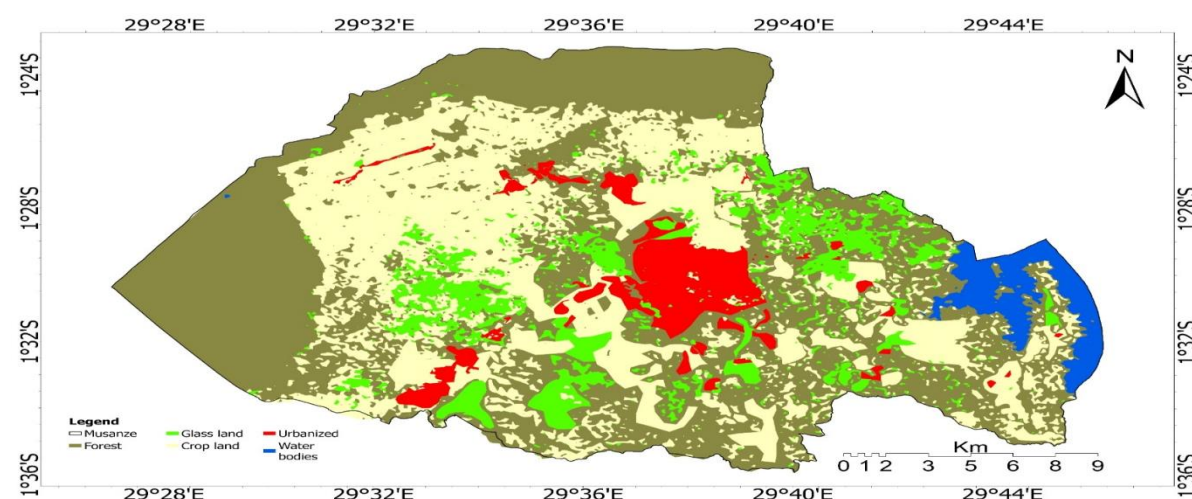 29°28'E 29°32'E 29°36'E 29°40'E 29°44'E
1°24'S 1°24'S
N
1°28'S 1°28'S
1°32'S 1°32'S
Legend
Musanze Glass land Urbanized
Forest Crop land Water bodies
Km
0 1 2 3 5 6 8 9
1°36'S 1°36'S
29°28'E 29°32'E 29°36'E 29°40'E 29°44'E